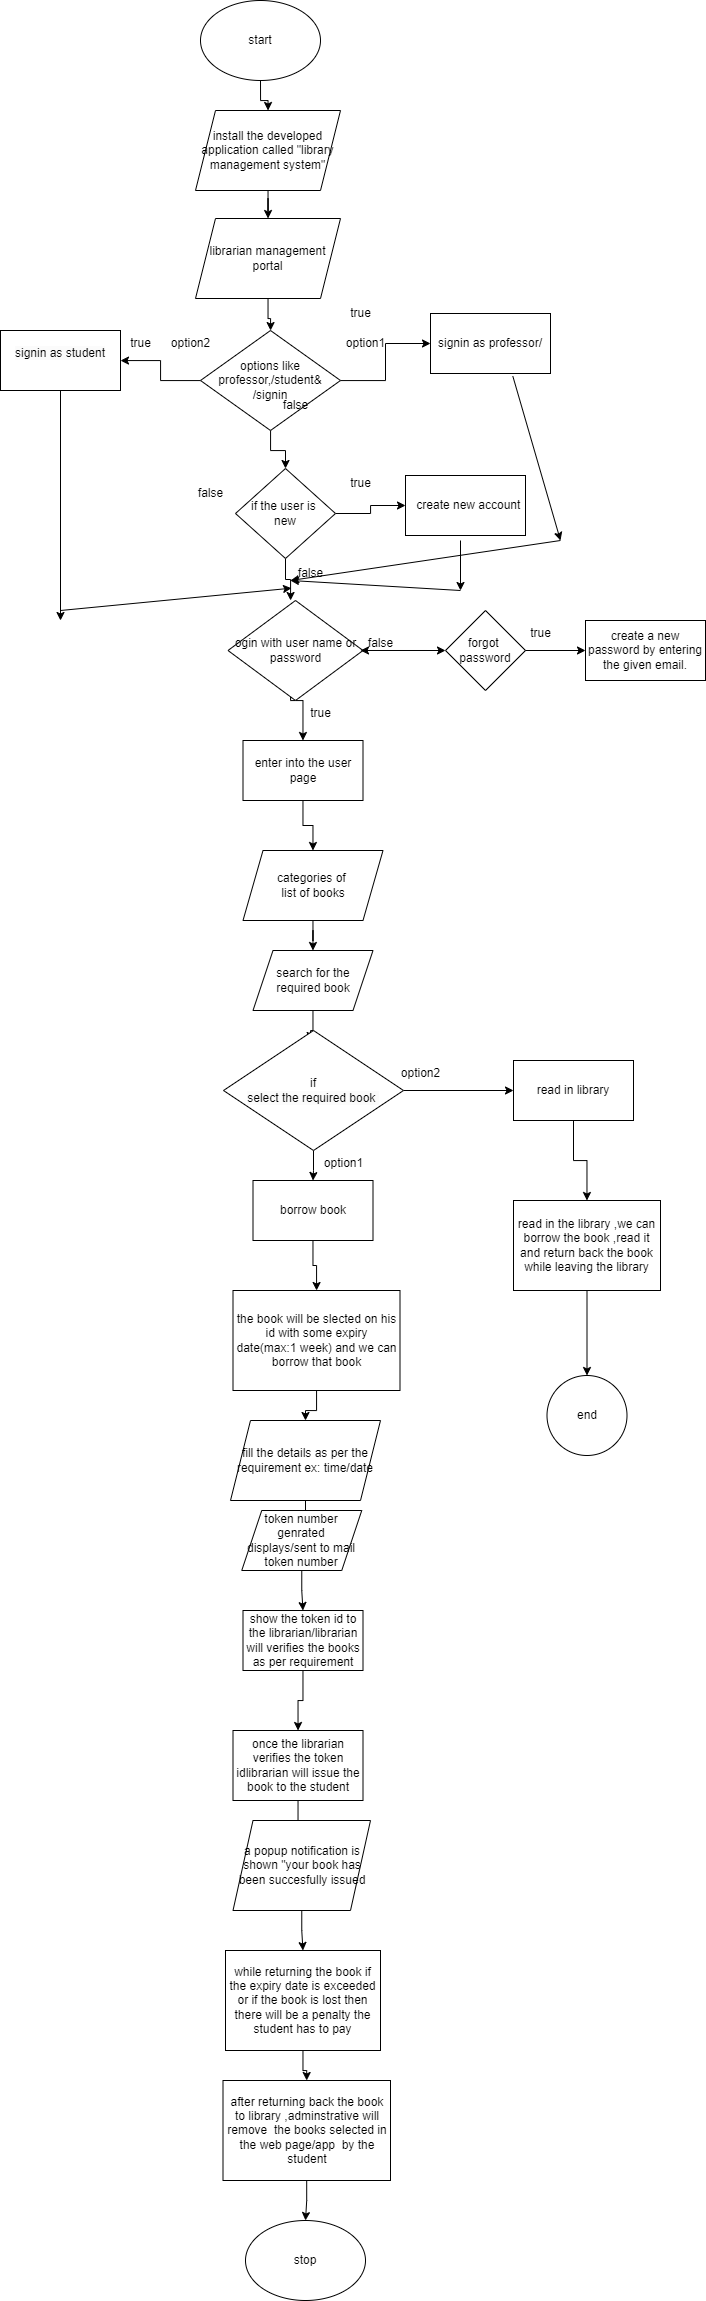 start
install the developed
application called "library
management system"
librarian management
portal
true
signin as student
true
option2
option1
signin as professor/
options like
professor,/student&
/signin
false
false
if the user is
new
true
create new account
false
ogin with user name or
password
false
forgot
password
true
create a new
password by entering
the given email.
true
enter into the user
page
categories of
list of books
search for the
required book
if
select the required book
option2
read in library
option1
borrow book
read in the library ,we can
borrow the book ,read it
and return back the book
while leaving the library
the book will be slected on his
id with some expiry
date(max:1 week) and we can
borrow that book
end
fill the details as per the
requirement ex: time/date
token number
genrated
displays/sent to mail
token number
show the token id to
the librarian/librarian
will verifies the books
as per requirement
once the librarian
verifies the token
idlibrarian will issue the
book to the student
a popup notification is
shown "your book has
been succesfully issued
while returning the book if
the expiry date is exceeded
or if the book is lost then
there will be a penalty the
student has to pay
after returning back the book
to library ,adminstrative will
remove the books selected in
the web page/app by the
student
stop